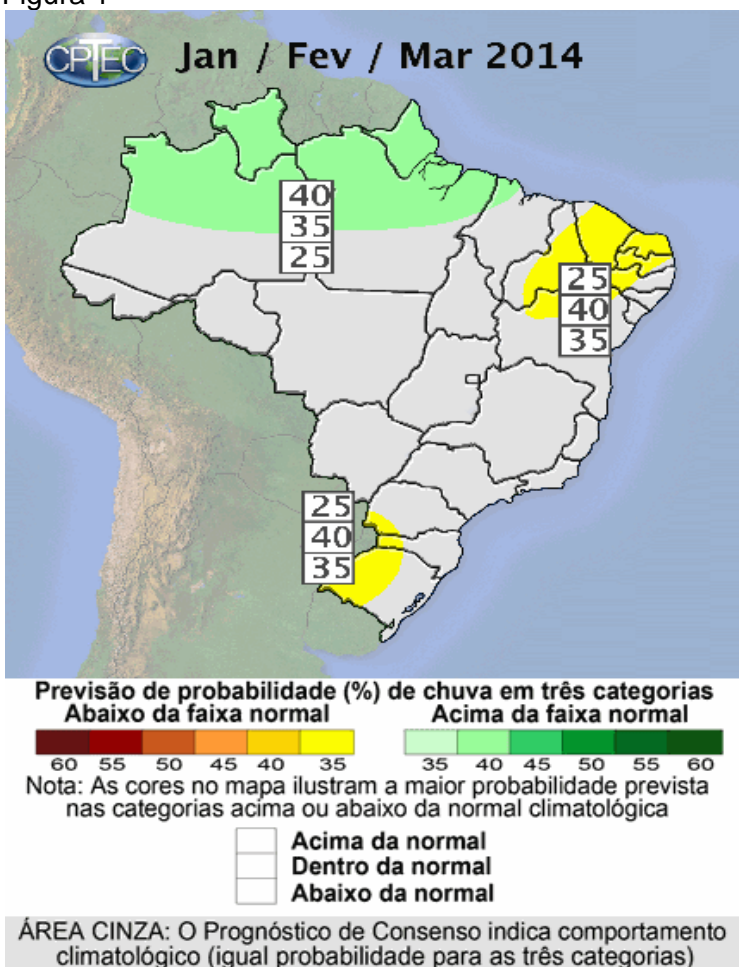 Figura 1
CPTEC Jan / Fev / Mar 2014
40
35
25
25
40
35
25
40
35
Previsão de probabilidade (%) de chuva em três categorias
Abaixo da faixa normal Acima da faixa normal
60 55 50 45 40 35 35 40 45 50 55 60
Nota: As cores no mapa ilustram a maior probabilidade prevista
nas categorias acima ou abaixo da normal climatológica
Acima da normal
Dentro da normal
Abaixo da normal
ÁREA CINZA: O Prognóstico de Consenso indica comportamento
climatológico (igual probabilidade para as três categorias)